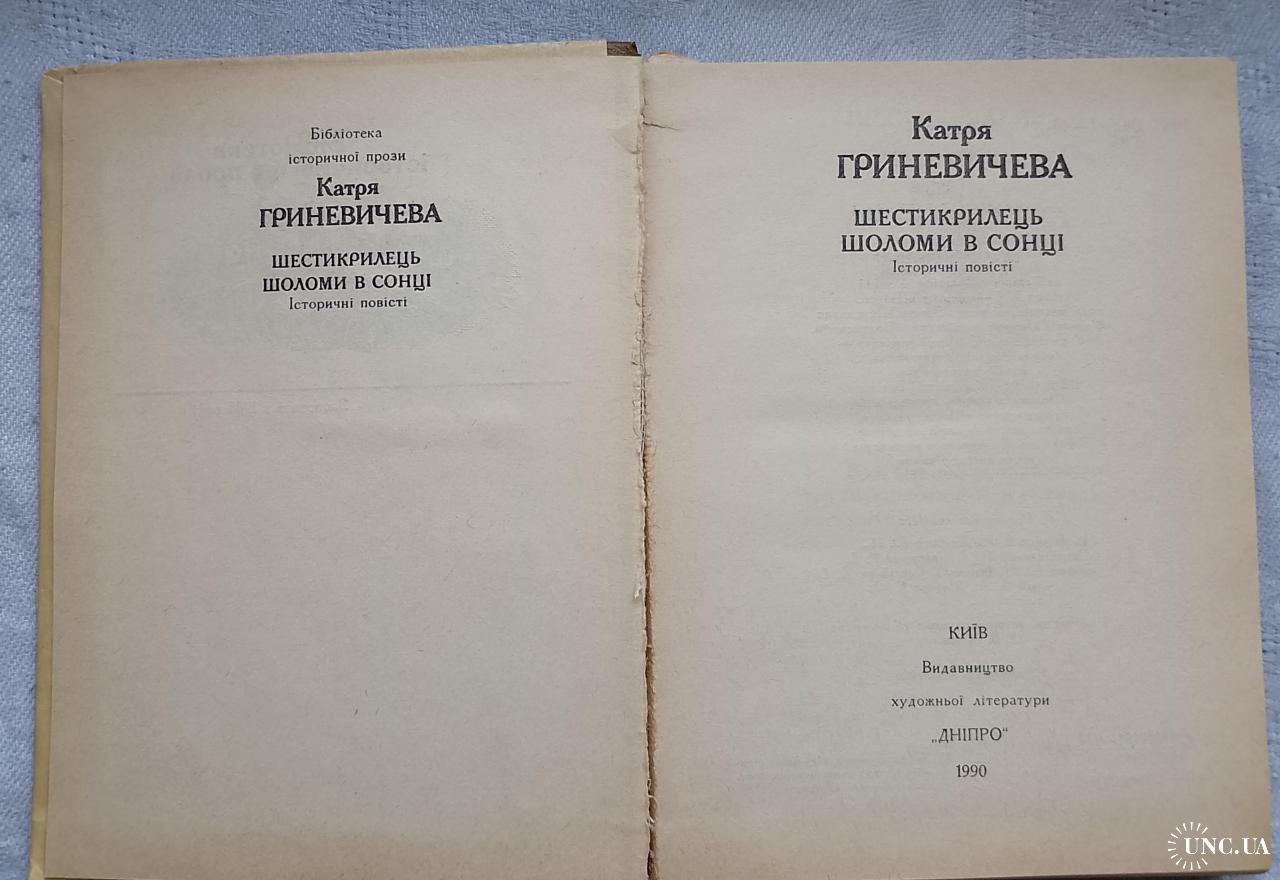 Бібліотека
історичної прози
Катря
ГРИНЕВИЧЕВА
ШЕСТИКРИЛЕЦЬ
ШОЛОМИ В СОНЦІ
Історичні повісті
Катря
ГРИНЕВИЧЕВА
ШЕСТИКРИЛЕЦЬ
ШОЛОМИ В СОНЦІ
Історичні повісті
КИЇВ
Видавництво
художньої літератури
„ДНІПРО“
1990
UNC.UA